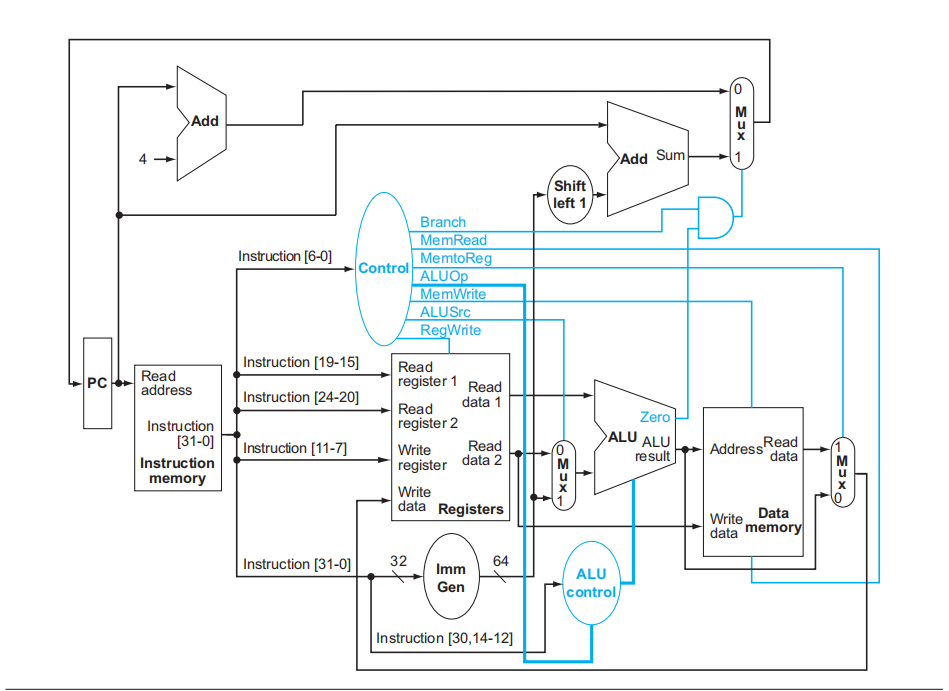 Add
4
0
M
u
x
1
Add Sum
Shift
left 1
Branch
MemRead
MemtoReg
ALUOp
MemWrite
ALUSrc
RegWrite
Control
Instruction [6-0]
Instruction [19-15]
Instruction [24-20]
Instruction [11-7]
Instruction [31-0]
PC
Read
address
Instruction
[31-0]
Instruction
memory
Read
register 1
Read
register 2
Write
register
Write
data
Read
data 1
Read
data 2
Registers
0
M
u
x
1
Zero
ALU
ALU
result
Address
Read
data
Write
data
Data
memory
1
M
u
x
0
32
Imm
Gen
64
ALU
control
Instruction [30,14-12]